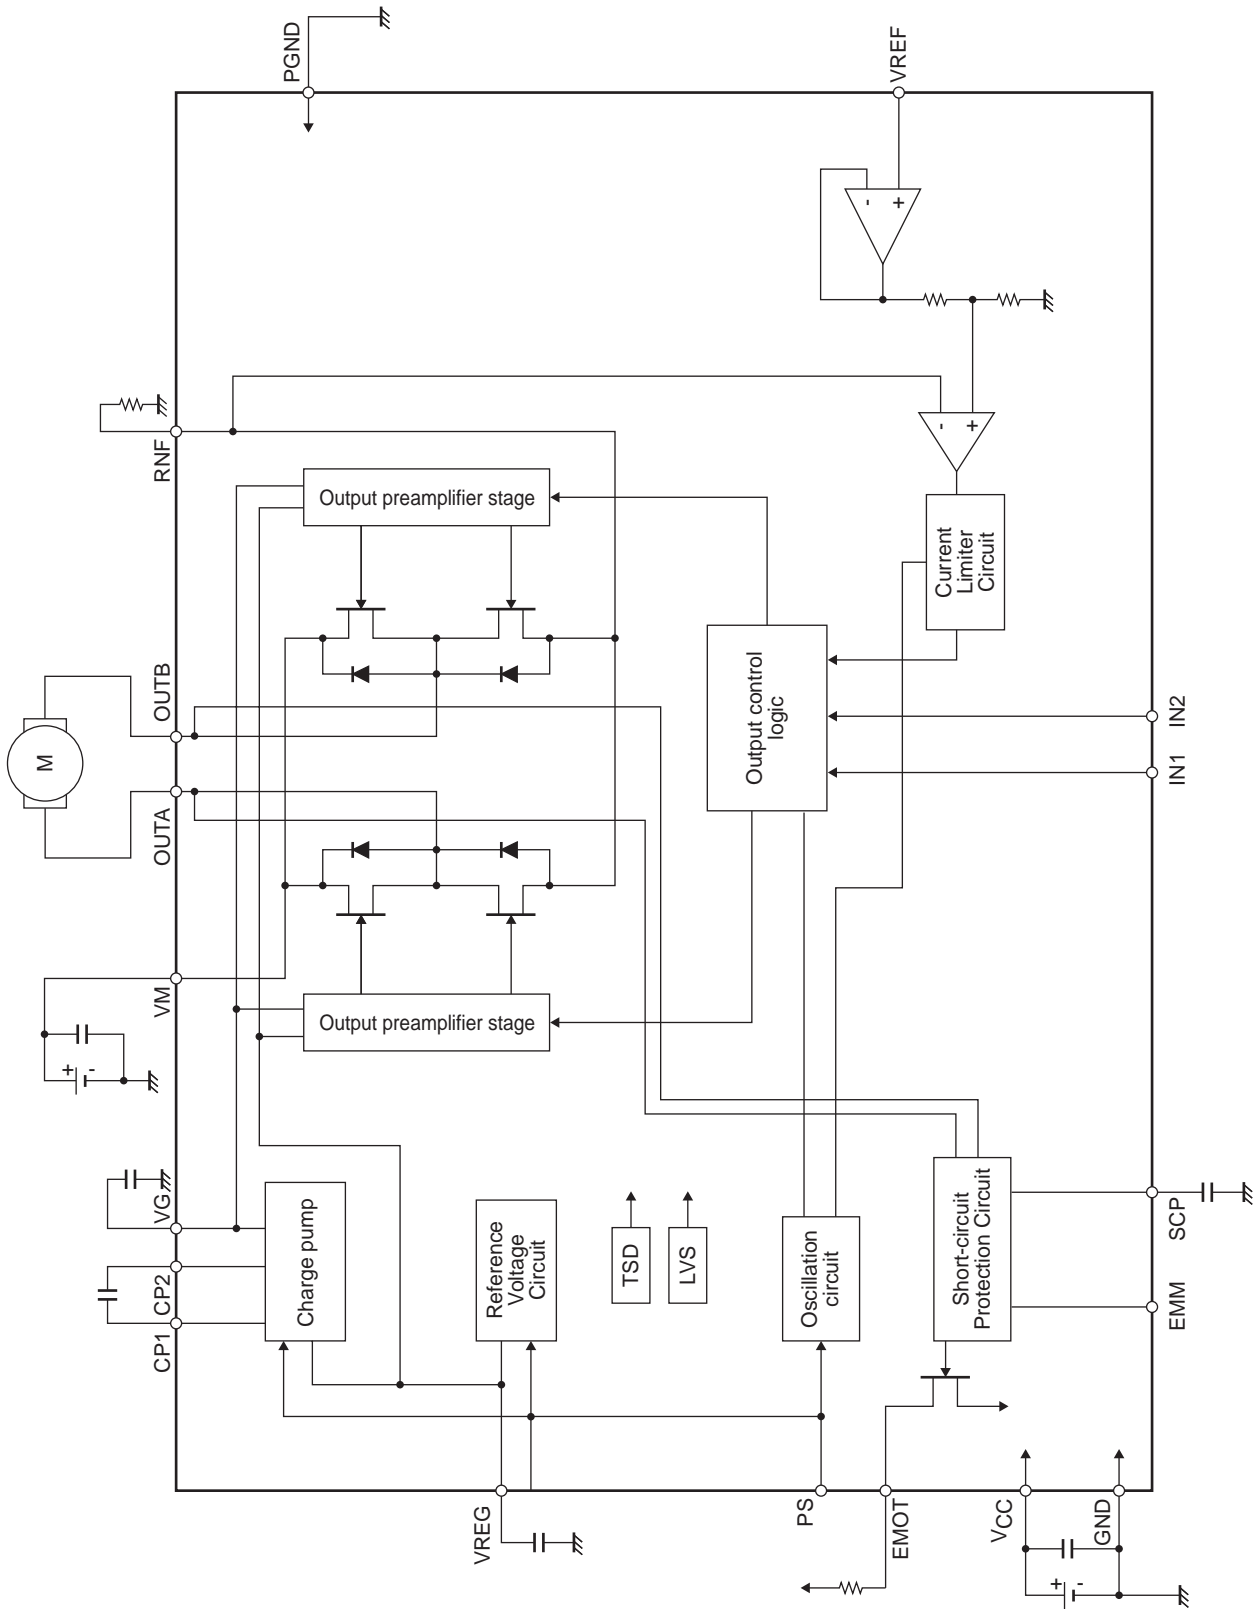 PGND
VREF
-
+
RNF
-
+
Output preamplifier stage
Current
Limiter
Circuit
OUTB
M
OUTA
Output control
logic
IN2
IN1
VM
+ -
Output preamplifier stage
VG
CP2
CP1
Charge pump
Reference
Voltage
Circuit
TSD
LVS
Oscillation
circuit
Short-circuit
Protection Circuit
SCP
EMM
VREG
PS
EMOT
VCC
GND
+ -